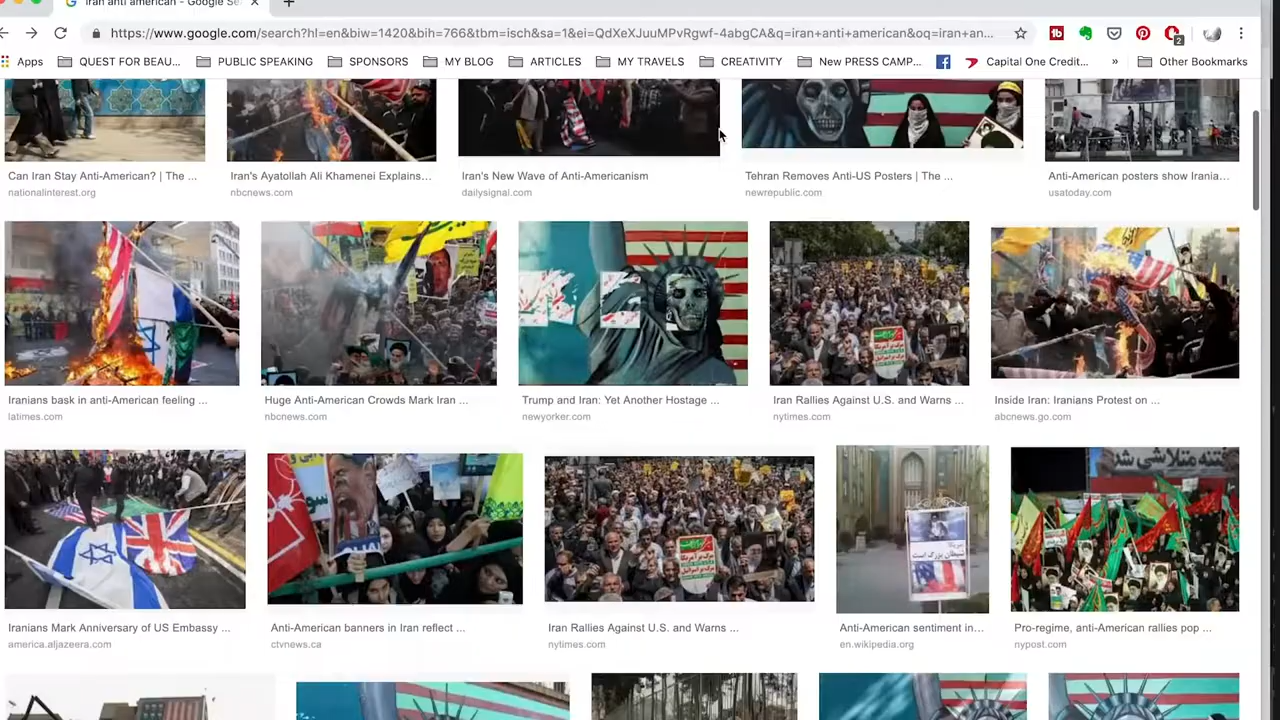 iran anti american - Google Se
https://www.google.com/search?hl=en&biw=1420&bih=766&tbm=isch&sa=1&ei=QdXeXJuuMPvRgwf-4abgCA&q=iran+anti+american&oq=iran+an...
2
Apps QUEST FOR BEAU... PUBLIC SPEAKING SPONSORS MY BLOG ARTICLES MY TRAVELS CREATIVITY New PRESS CAMP... Capital One Credit... » Other Bookmarks
Can Iran Stay Anti-American? | The ...
nationalinterest.org
Iran's Ayatollah Ali Khamenei Explains...
nbcnews.com
Iran's New Wave of Anti-Americanism
dailysignal.com
Tehran Removes Anti-US Posters | The ...
newrepublic.com
Anti-American posters show Irania...
usatoday.com
Iranians bask in anti-American feeling ...
latimes.com
Huge Anti-American Crowds Mark Iran ...
nbcnews.com
Trump and Iran: Yet Another Hostage ...
newyorker.com
Iran Rallies Against U.S. and Warns ...
nytimes.com
Inside Iran: Iranians Protest on ...
abcnews.go.com
Iranians Mark Anniversary of US Embassy ...
america.aljazeera.com
Anti-American banners in Iran reflect ...
ctvnews.ca
Iran Rallies Against U.S. and Warns ...
nytimes.com
Anti-American sentiment in...
en.wikipedia.org
Pro-regime, anti-American rallies pop ...
nypost.com